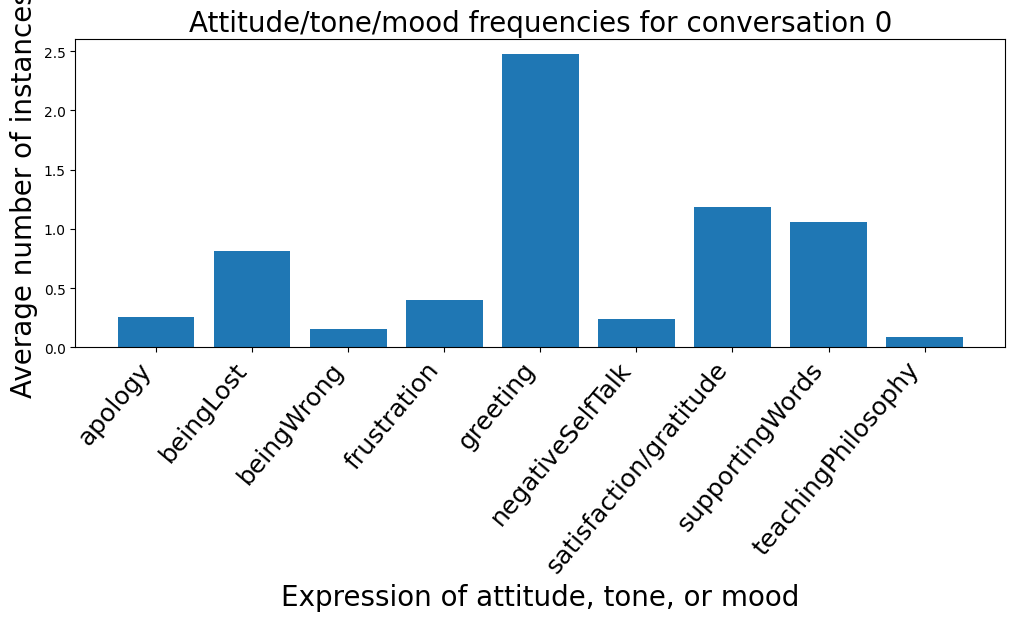 Attitude/tone/mood frequencies for conversation 0
Average number of instances
2.5
2.0
1.5
1.0
0.5
0.0
apology
beingLost
beingWrong
frustration
greeting
negativeSelfTalk
satisfaction/gratitude
supportingWords
teachingPhilosophy
Expression of attitude, tone, or mood